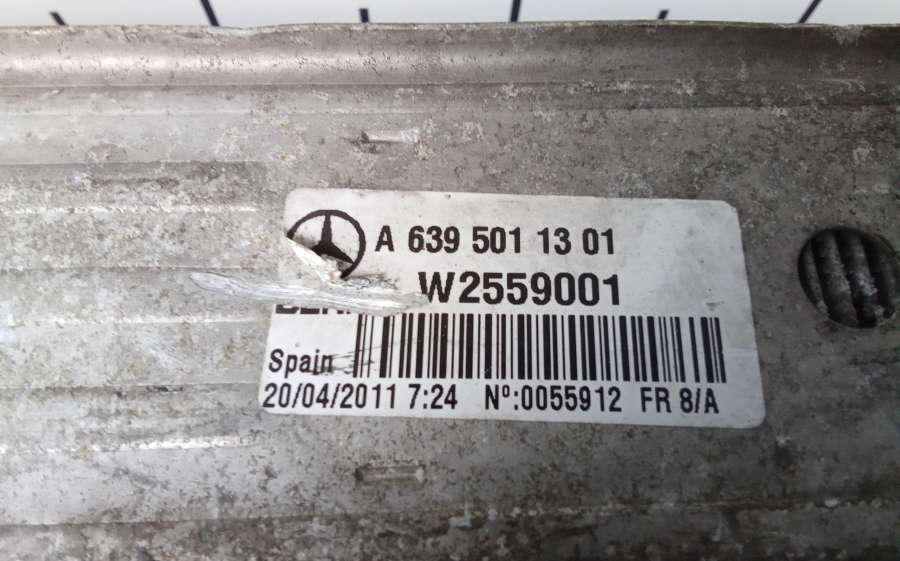 A 639 501 13 01
W2559001
Spain
20/04/2011 7:24 Nº:0055912 FR 8/A